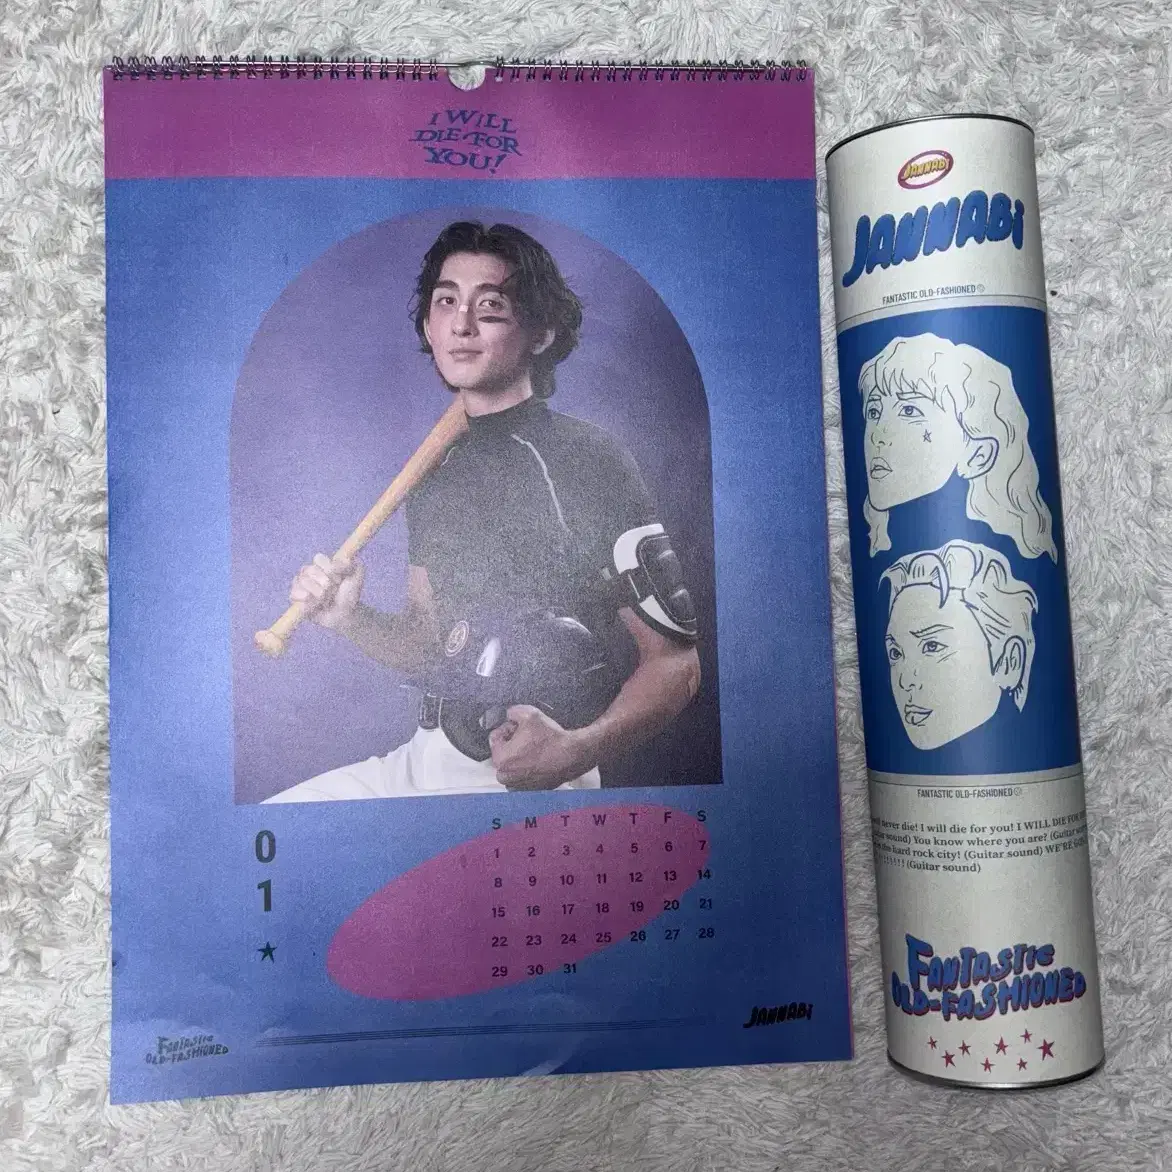 I WILL
DIE FOR
YOU!
0
1
S M T W T F S
1 2 3 4 5 6 7
8 9 10 11 12 13 14
15 16 17 18 19 20 21
22 23 24 25 26 27 28
29 30 31
FANTASTIC
OLD-FASHIONED
JANNABi
JANNABi
JANNABi
FANTASTIC OLD-FASHIONED
FANTASTIC OLD-FASHIONED
never die! I will die for you! I WILL DIE FOR
sound) You know where you are? (Guitar
the hard rock city! (Guitar sound) WE'RE
!!!!!!! (Guitar sound)
FANTASTIC
OLD-FASHIONED